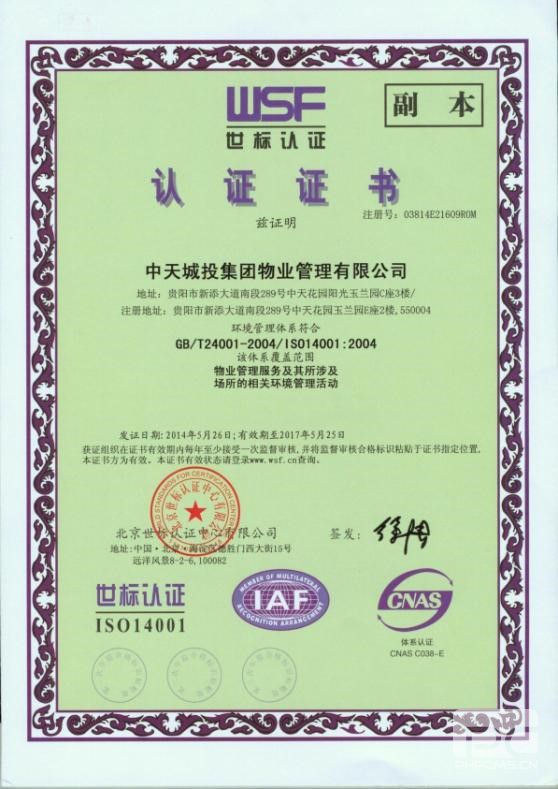 WSF
世标认证
副 本
认 证 证 书
注册号：03814E21609R0M
兹证明
中天城投集团物业管理有限公司
地址：贵阳市新添大道南段289号中天花园阳光玉兰园C座3楼/
注册地址：贵阳市新添大道南段289号中天花园玉兰园E座2楼,550004
环境管理体系符合
GB/T24001-2004/ISO14001:2004
该体系覆盖范围
物业管理服务及其所涉及
场所的相关环境管理活动
发证日期:2014年5月26日;有效期至2017年5月25日
获证组织在证书有效期内每年至少接受一次监督审核,并将监督审核合格标识粘贴于证书指定位置,
本证书方为有效。本证书有效状态请登录www.wsf.cn查询。
北京世标认证中心有限公司
签发：
地址:中国·北京·海淀区德胜门西大街15号
远洋风景8-2-6,100082
世标认证
ISO14001
MEMBER OF MULTILATERAL
IAF
RECOGNITION ARRANGEMENT
CNAS
体系认证
CNAS C038-E
PHPCMS.CN